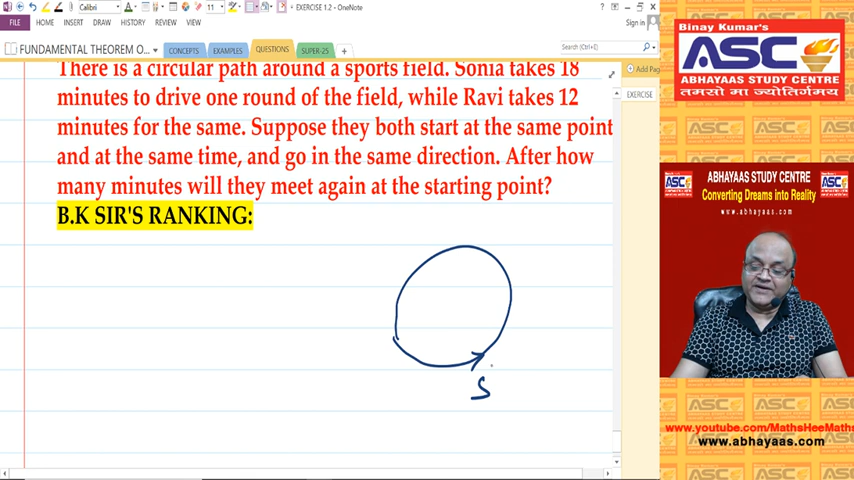 Calibri
11
EXERCISE 1.2 - OneNote
FILE
HOME
INSERT
DRAW
HISTORY
REVIEW
VIEW
Sign in
FUNDAMENTAL THEOREM O...
CONCEPTS
EXAMPLES
QUESTIONS
SUPER-25
Search (Ctrl+E)
Add Pag
EXERCISE
There is a circular path around a sports field. Sonia takes 18
minutes to drive one round of the field, while Ravi takes 12
minutes for the same. Suppose they both start at the same point
and at the same time, and go in the same direction. After how
many minutes will they meet again at the starting point?
B.K SIR'S RANKING:
S
Binay Kumar's
ASC
ABHAYAAS STUDY CENTRE
तमसो मा ज्योतिर्गमय
ABHAYAAS STUDY CENTRE
Converting Dreams into Reality
www.abhayaas.com
www.youtube.com/MathsHeeMaths
www.abhayaas.com